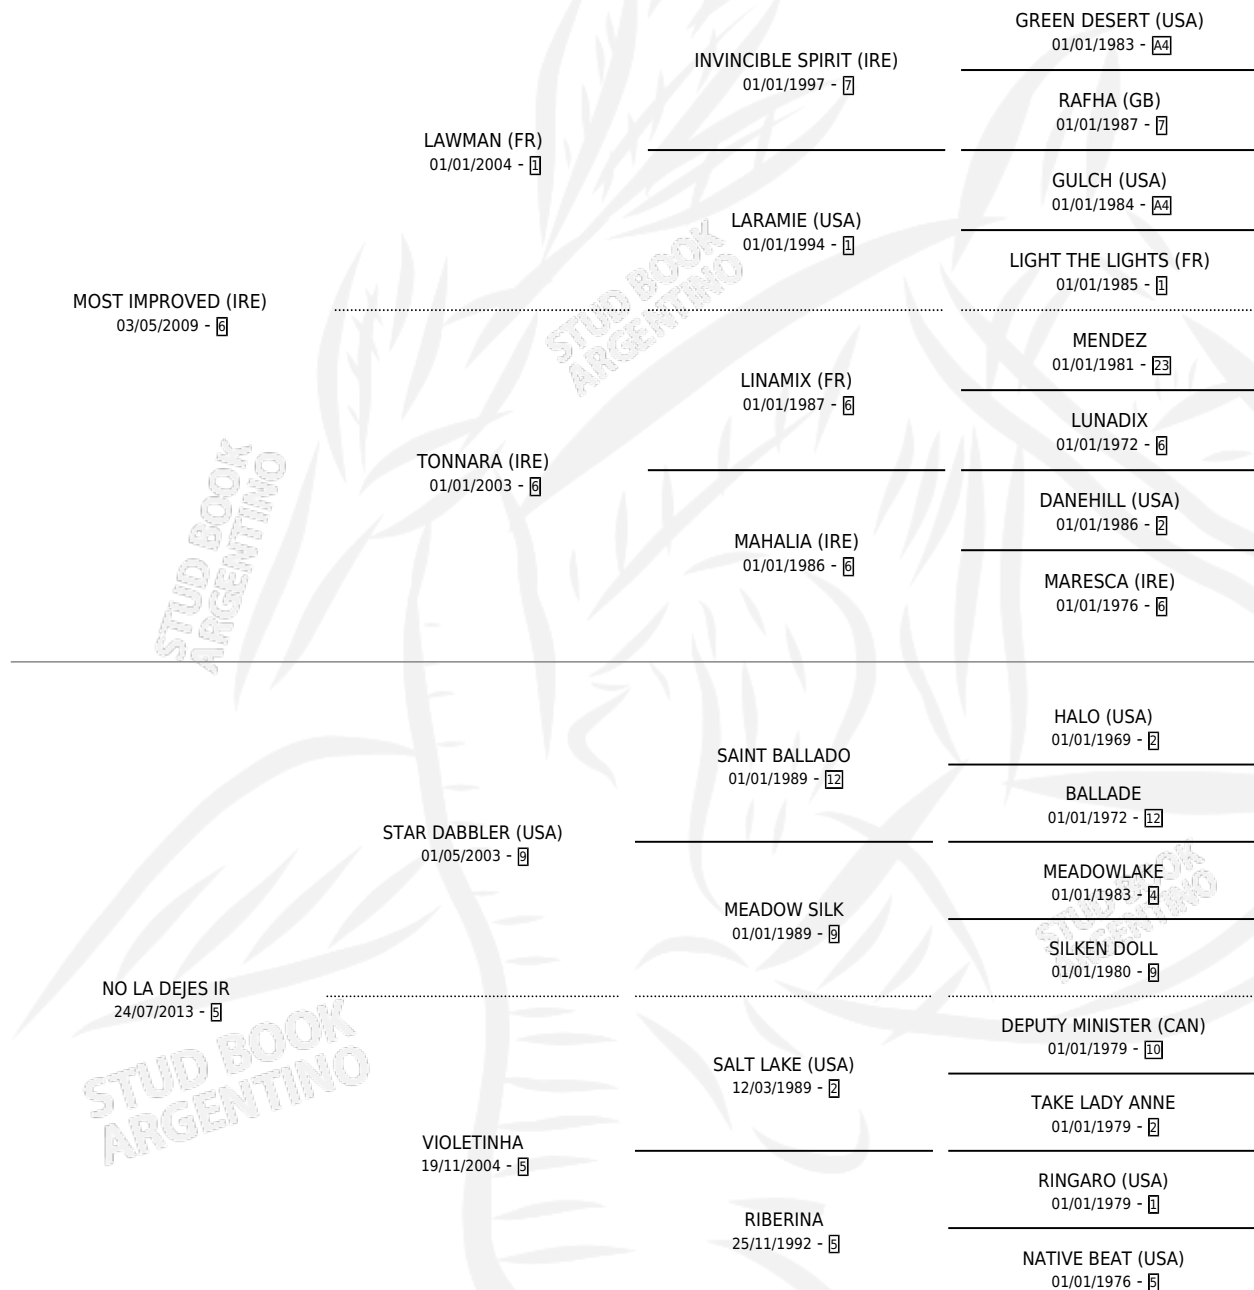 GREEN DESERT (USA)
01/01/1983 - A4
INVINCIBLE SPIRIT (IRE)
01/01/1997 - 7
RAFHA (GB)
01/01/1987 - 7
LAWMAN (FR)
01/01/2004 - 1
GULCH (USA)
01/01/1984 - A4
LARAMIE (USA)
01/01/1994 - 1
LIGHT THE LIGHTS (FR)
01/01/1985 - 1
MOST IMPROVED (IRE)
03/05/2009 - 6
MENDEZ
01/01/1981 - 23
LINAMIX (FR)
01/01/1987 - 6
LUNADIX
01/01/1972 - 6
TONNARA (IRE)
01/01/2003 - 6
DANEHILL (USA)
01/01/1986 - 2
MAHALIA (IRE)
01/01/1986 - 6
MARESCA (IRE)
01/01/1976 - 6
HALO (USA)
01/01/1969 - 2
SAINT BALLADO
01/01/1989 - 12
BALLADE
01/01/1972 - 12
STAR DABBLER (USA)
01/05/2003 - 9
MEADOWLAKE
01/01/1983 - 4
MEADOW SILK
01/01/1989 - 9
SILKEN DOLL
01/01/1980 - 9
NO LA DEJES IR
24/07/2013 - 5
DEPUTY MINISTER (CAN)
01/01/1979 - 10
SALT LAKE (USA)
12/03/1989 - 2
TAKE LADY ANNE
01/01/1979 - 2
VIOLETINHA
19/11/2004 - 5
RINGARO (USA)
01/01/1979 - 1
RIBERINA
25/11/1992 - 5
NATIVE BEAT (USA)
01/01/1976 - 5
STUD BOOK
ARGENTINO
STUD BOOK
ARGENTINO
STUD BOOK
ARGENTINO
STUD BOOK
ARGENTINO